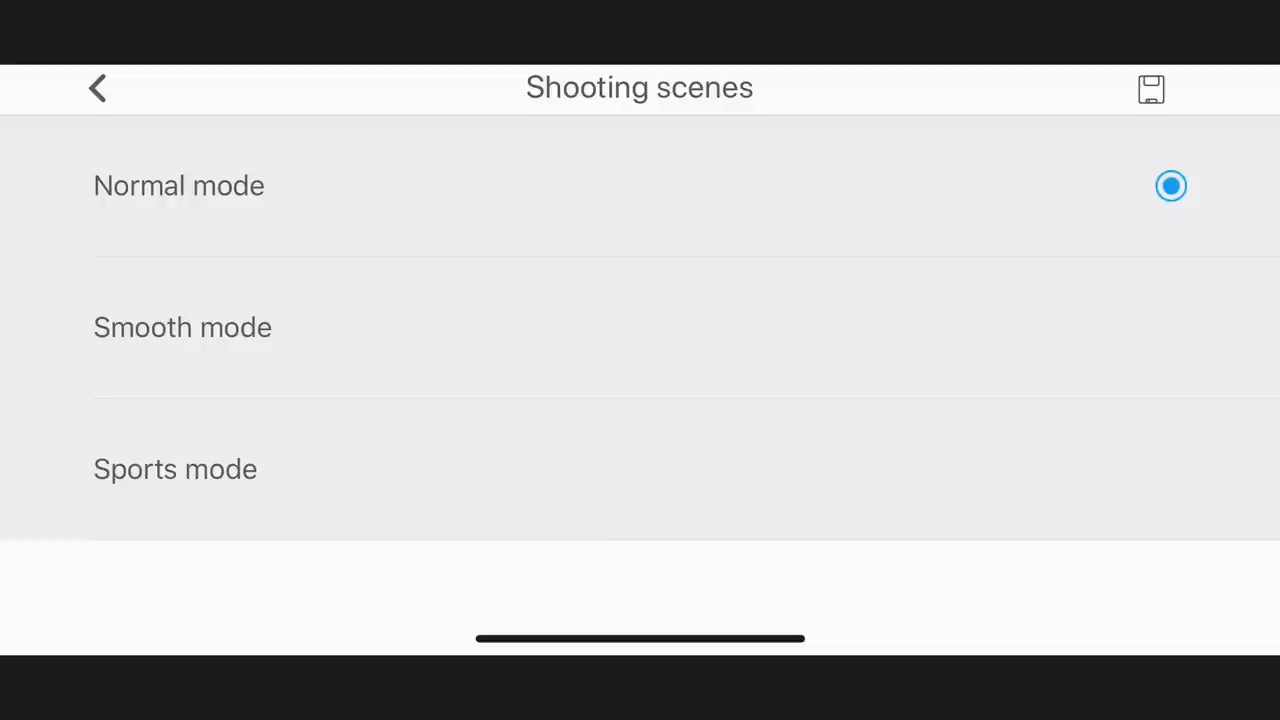 Shooting scenes
Normal mode
Smooth mode
Sports mode